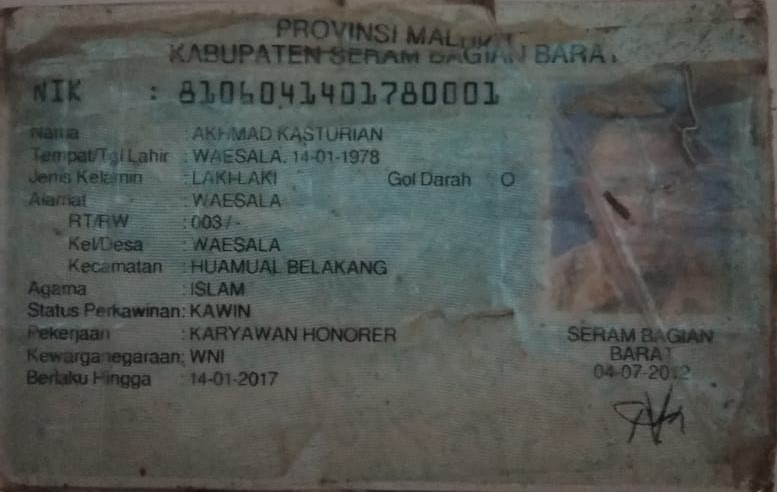 PROVINSI MALUKU
KABUPATEN SERAM BAGIAN BARAT
NIK : 8106041401780001
Nama : AKHMAD KASTURIAN
Tempat/Tgl Lahir : WAESALA, 14-01-1978
Jenis Kelamin : LAKI-LAKI Gol Darah : O
Alamat : WAESALA
RT/RW : 003 / -
Kel/Desa : WAESALA
Kecamatan : HUAMUAL BELAKANG
Agama : ISLAM
Status Perkawinan: KAWIN
Pekerjaan : KARYAWAN HONORER
Kewarganegaraan: WNI
Berlaku Hingga : 14-01-2017
SERAM BAGIAN
BARAT
04-07-2012